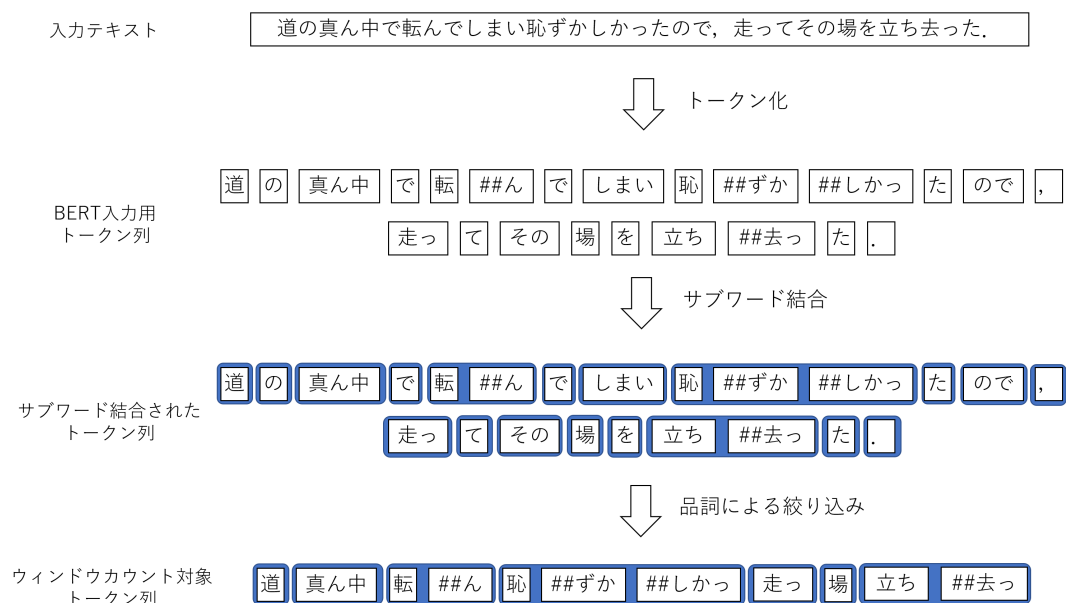 入力テキスト
道の真ん中で転んでしまい恥ずかしかったので，走ってその場を立ち去った．
トークン化
BERT入力用
トークン列
道 の 真ん中 で 転 ##ん で しまい 恥 ##ずか ##しかっ た ので ，
走っ て その 場 を 立ち ##去っ た ．
サブワード結合
サブワード結合された
トークン列
道 の 真ん中 で 転 ##ん で しまい 恥 ##ずか ##しかっ た ので ，
走っ て その 場 を 立ち ##去っ た ．
品詞による絞り込み
ウィンドウカウント対象
トークン列
道 真ん中 転 ##ん 恥 ##ずか ##しかっ 走っ 場 立ち ##去っ